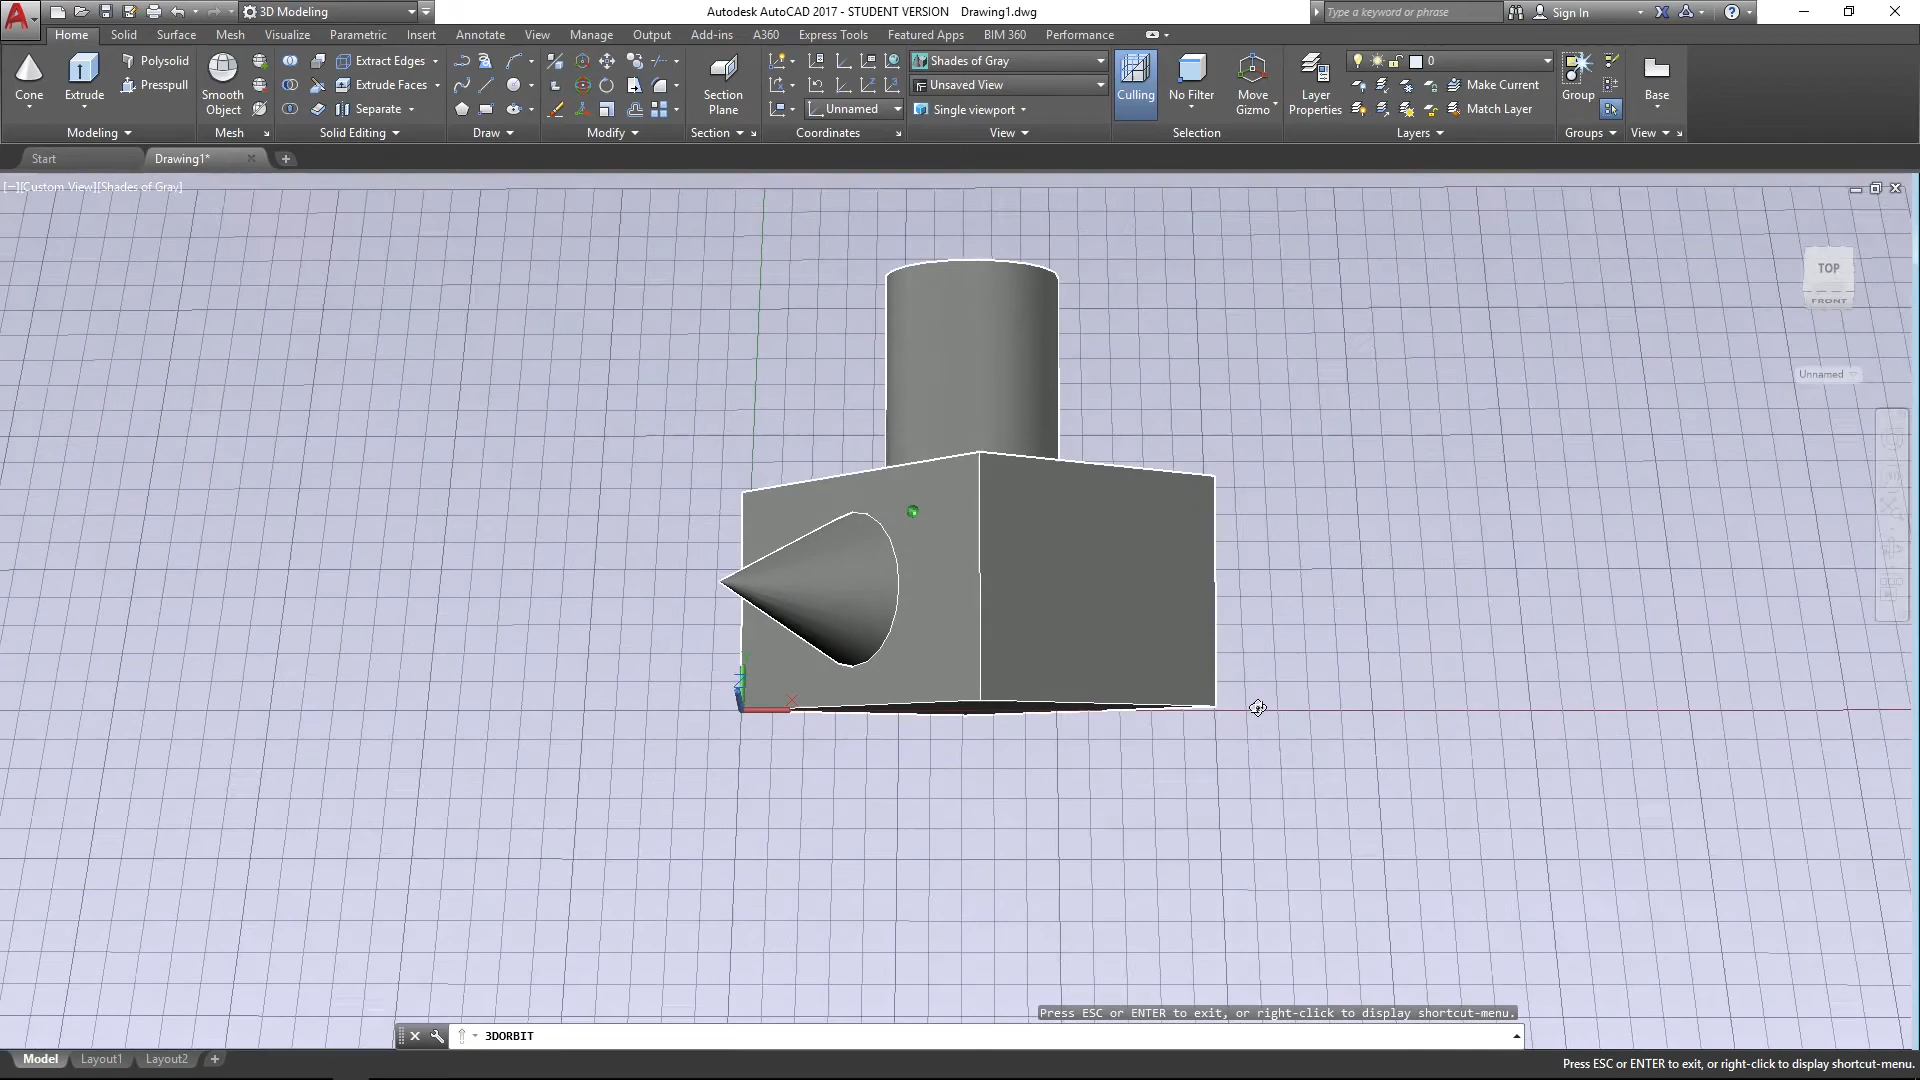 3D Modeling
Autodesk AutoCAD 2017 - STUDENT VERSION Drawing1.dwg
Type a keyword or phrase
Sign In
Home Solid Surface Mesh Visualize Parametric Insert Annotate View Manage Output Add-ins A360 Express Tools Featured Apps BIM 360 Performance
Cone
Extrude
Polysolid
Presspull
Modeling
Smooth Object
Mesh
Extract Edges
Extrude Faces
Separate
Solid Editing
Draw
Modify
Section Plane
Section
Unnamed
Coordinates
Shades of Gray
Unsaved View
Single viewport
View
Culling
No Filter
Move Gizmo
Selection
Layer Properties
0
Make Current
Match Layer
Layers
Group
Groups
Base
View
Start
Drawing1*
[−][Custom View][Shades of Gray]
TOP
FRONT
Unnamed
X
Press ESC or ENTER to exit, or right-click to display shortcut-menu.
3DORBIT
Model Layout1 Layout2
Press ESC or ENTER to exit, or right-click to display shortcut-menu.